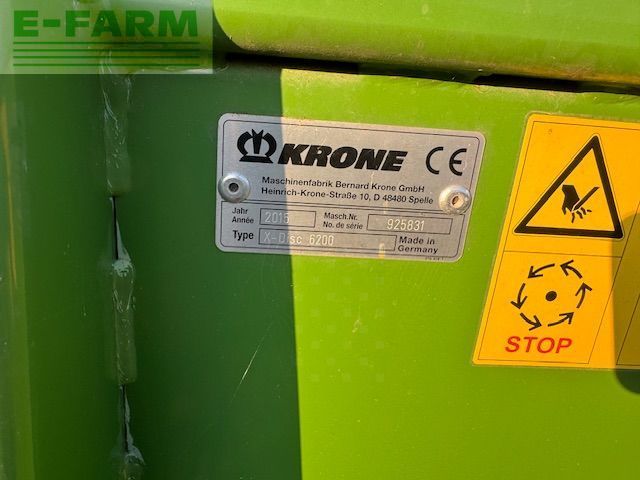 E-FARM
KRONE CE
Maschinenfabrik Bernard Krone GmbH
Heinrich-Krone-Straße 10, D 48480 Spelle
Jahr
Année
2015
Masch.Nr.
No. de série
925831
Type
X-Disc 6200
Made in
Germany
STOP